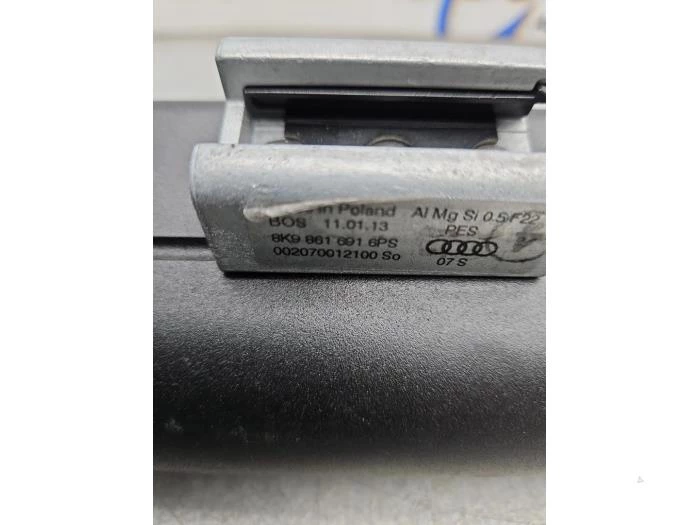 in Poland Al Mg Si 0.5 F22
BOS 11.01.13 PES
8K9 861 691 6PS
002070012100 So 07 S